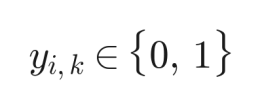 y_{i, k} ∈ {0, 1}